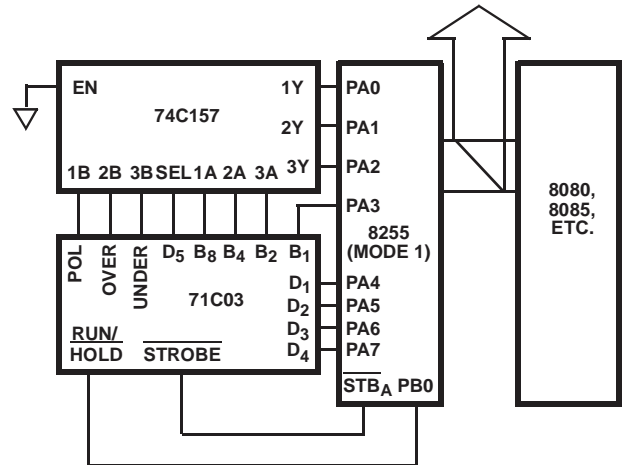 EN
1Y
PA0
74C157
2Y
PA1
3Y
PA2
1B 2B 3B SEL 1A 2A 3A
PA3
8255
(MODE 1)
8080,
8085,
ETC.
POL
OVER
UNDER
D5 B8 B4 B2 B1
71C03
D1
PA4
D2
PA5
D3
PA6
D4
PA7
RUN/
HOLD
STROBE
STBA PB0